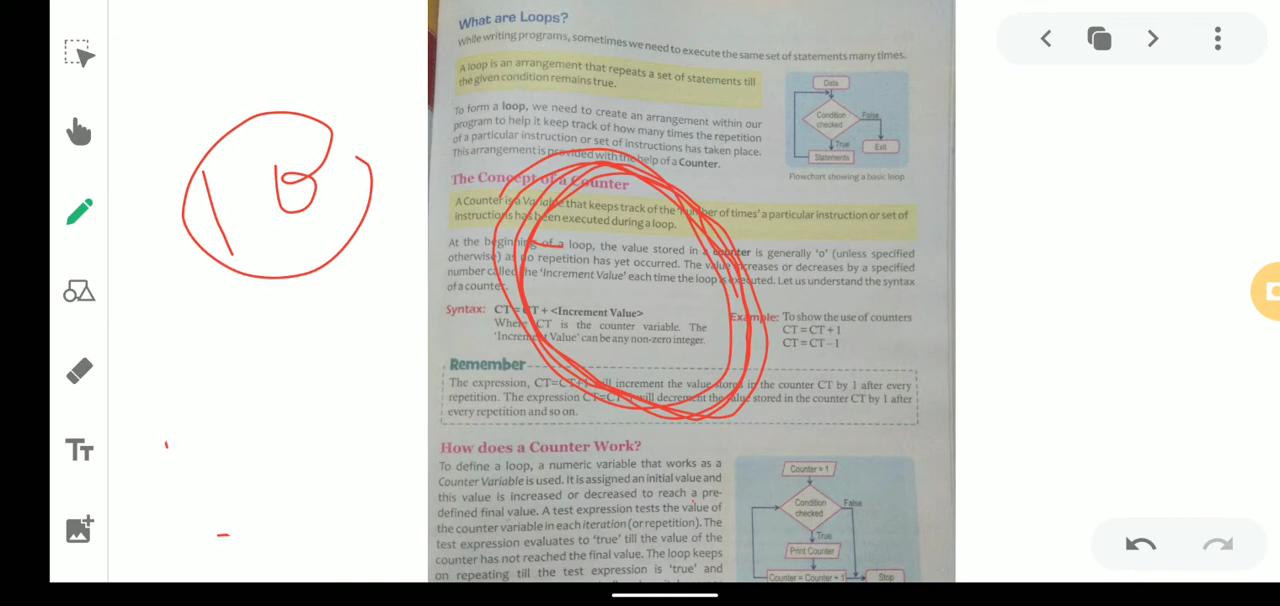 What are Loops?
While writing programs, sometimes we need to execute the same set of statements many times.
A loop is an arrangement that repeats a set of statements till
the given condition remains true.
To form a loop, we need to create an arrangement within our
program to help it keep track of how many times the repetition
of a particular instruction or set of instructions has taken place.
This arrangement is provided with the help of a Counter.
Data
Condition
checked
False
True
Exit
Statements
Flowchart showing a basic loop
The Concept of a Counter
A Counter is a Variable that keeps track of the 'number of times' a particular instruction or set of
instructions has been executed during a loop.
At the beginning of a loop, the value stored in a counter is generally 'o' (unless specified
otherwise) as no repetition has yet occurred. The value increases or decreases by a specified
number called the 'Increment Value' each time the loop is executed. Let us understand the syntax
of a counter.
Syntax: CT = CT + <Increment Value>
Where CT is the counter variable. The
'Increment Value' can be any non-zero integer.
Example: To show the use of counters
CT = CT + 1
CT = CT – 1
Remember
The expression, CT=CT+1 will increment the value stored in the counter CT by 1 after every
repetition. The expression CT=CT-1 will decrement the value stored in the counter CT by 1 after
every repetition and so on.
How does a Counter Work?
To define a loop, a numeric variable that works as a
Counter Variable is used. It is assigned an initial value and
this value is increased or decreased to reach a pre-
defined final value. A test expression tests the value of
the counter variable in each iteration (or repetition). The
test expression evaluates to 'true' till the value of the
counter has not reached the final value. The loop keeps
on repeating till the test expression is 'true' and
Counter = 1
Condition
checked
False
True
Print Counter
Counter = Counter + 1
Stop
Tт